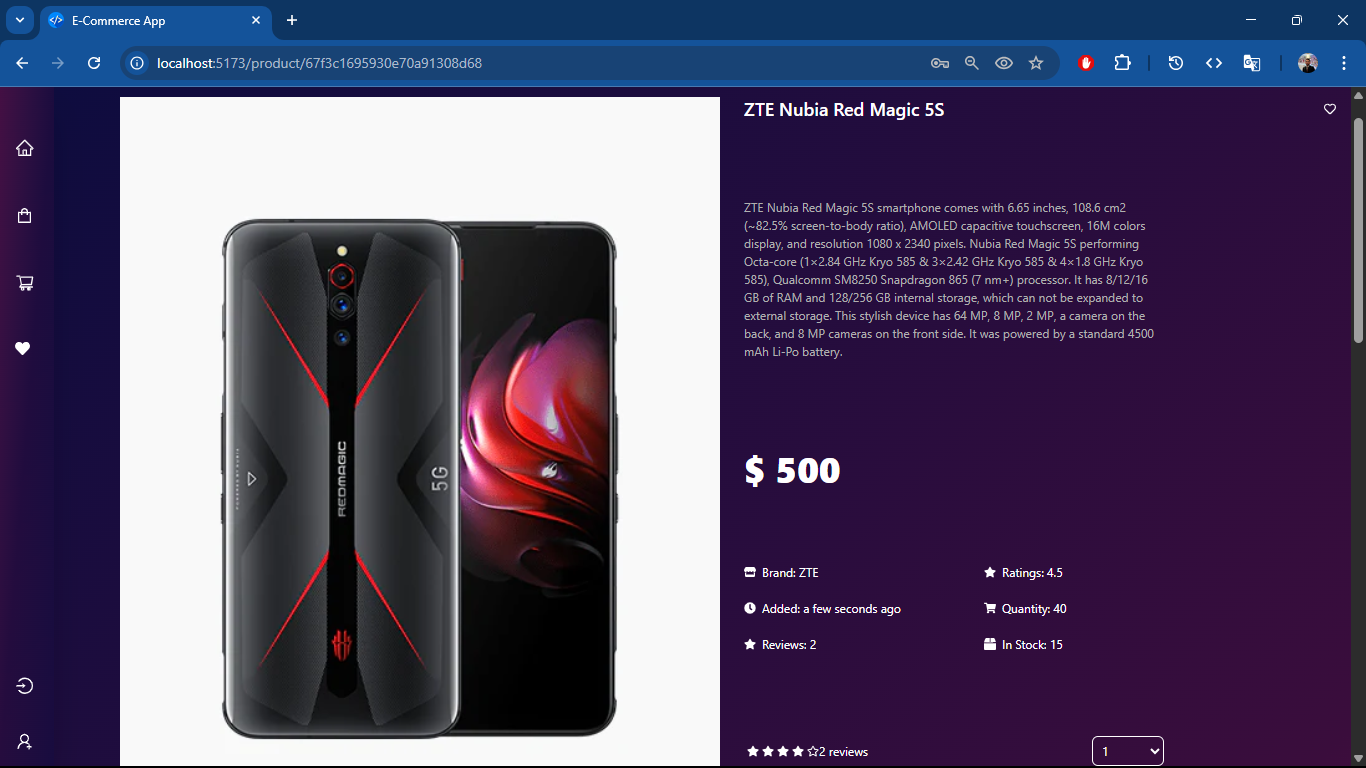 E-Commerce App
localhost:5173/product/67f3c1695930e70a91308d68
ZTE Nubia Red Magic 5S
ZTE Nubia Red Magic 5S smartphone comes with 6.65 inches, 108.6 cm2
(~82.5% screen-to-body ratio), AMOLED capacitive touchscreen, 16M colors
display, and resolution 1080 x 2340 pixels. Nubia Red Magic 5S performing
Octa-core (1×2.84 GHz Kryo 585 & 3×2.42 GHz Kryo 585 & 4×1.8 GHz Kryo
585), Qualcomm SM8250 Snapdragon 865 (7 nm+) processor. It has 8/12/16
GB of RAM and 128/256 GB internal storage, which can not be expanded to
external storage. This stylish device has 64 MP, 8 MP, 2 MP, a camera on the
back, and 8 MP cameras on the front side. It was powered by a standard 4500
mAh Li-Po battery.
REDMAGIC
5G
$ 500
Brand: ZTE
Ratings: 4.5
Added: a few seconds ago
Quantity: 40
Reviews: 2
In Stock: 15
2 reviews
1